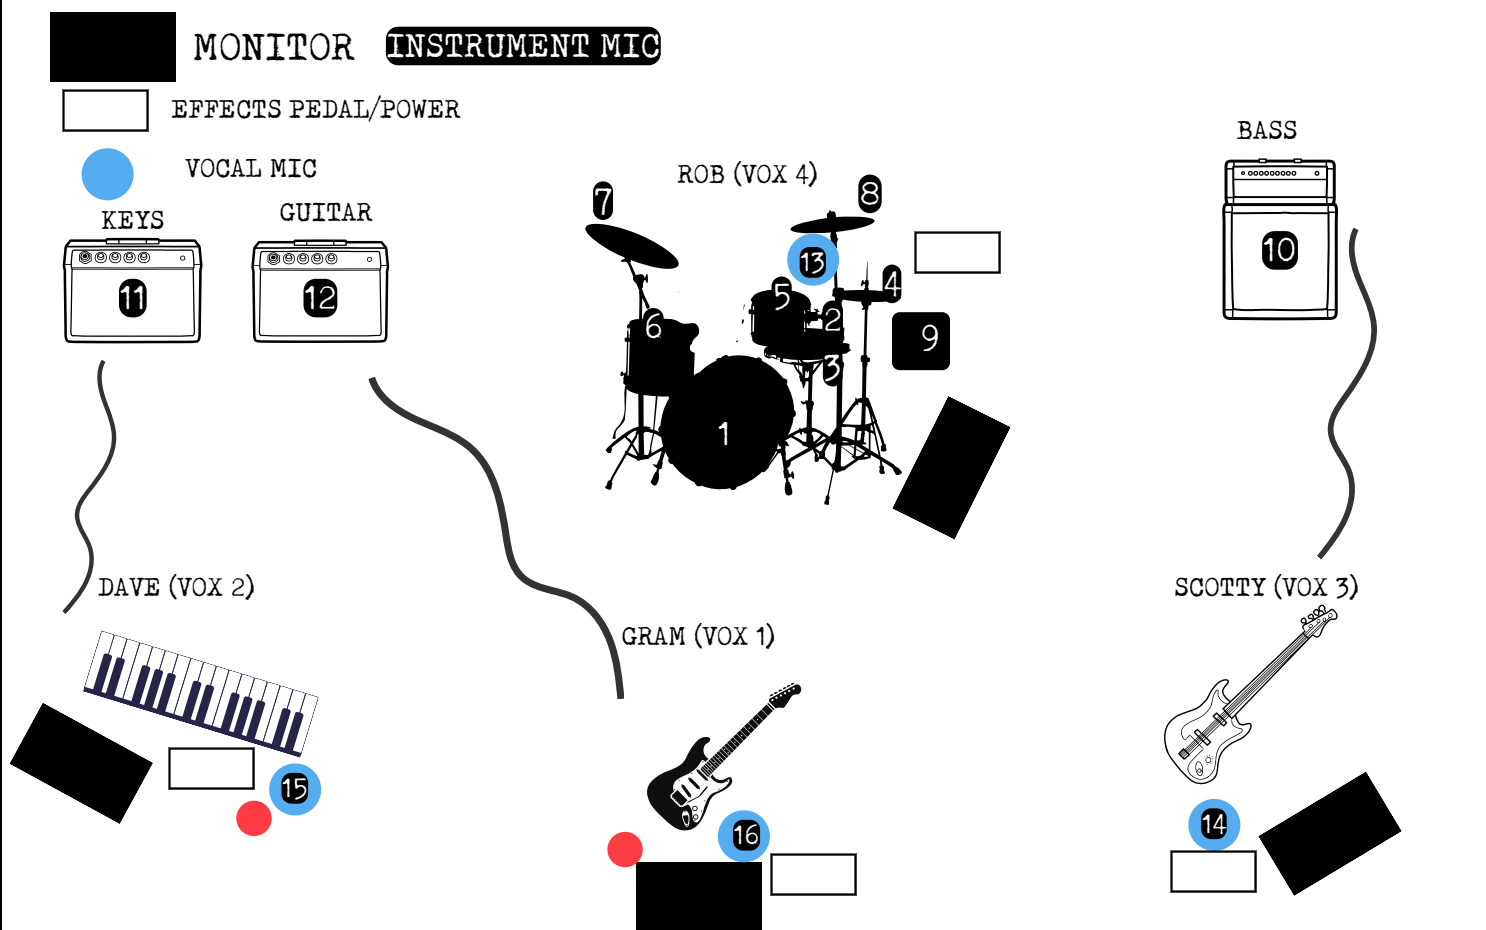 MONITOR INSTRUMENT MIC
EFFECTS PEDAL/POWER
VOCAL MIC
KEYS
GUITAR
11
12
ROB (VOX 4)
7
8
13
4
5
2
6
9
3
1
BASS
10
DAVE (VOX 2)
15
GRAM (VOX 1)
16
SCOTTY (VOX 3)
14